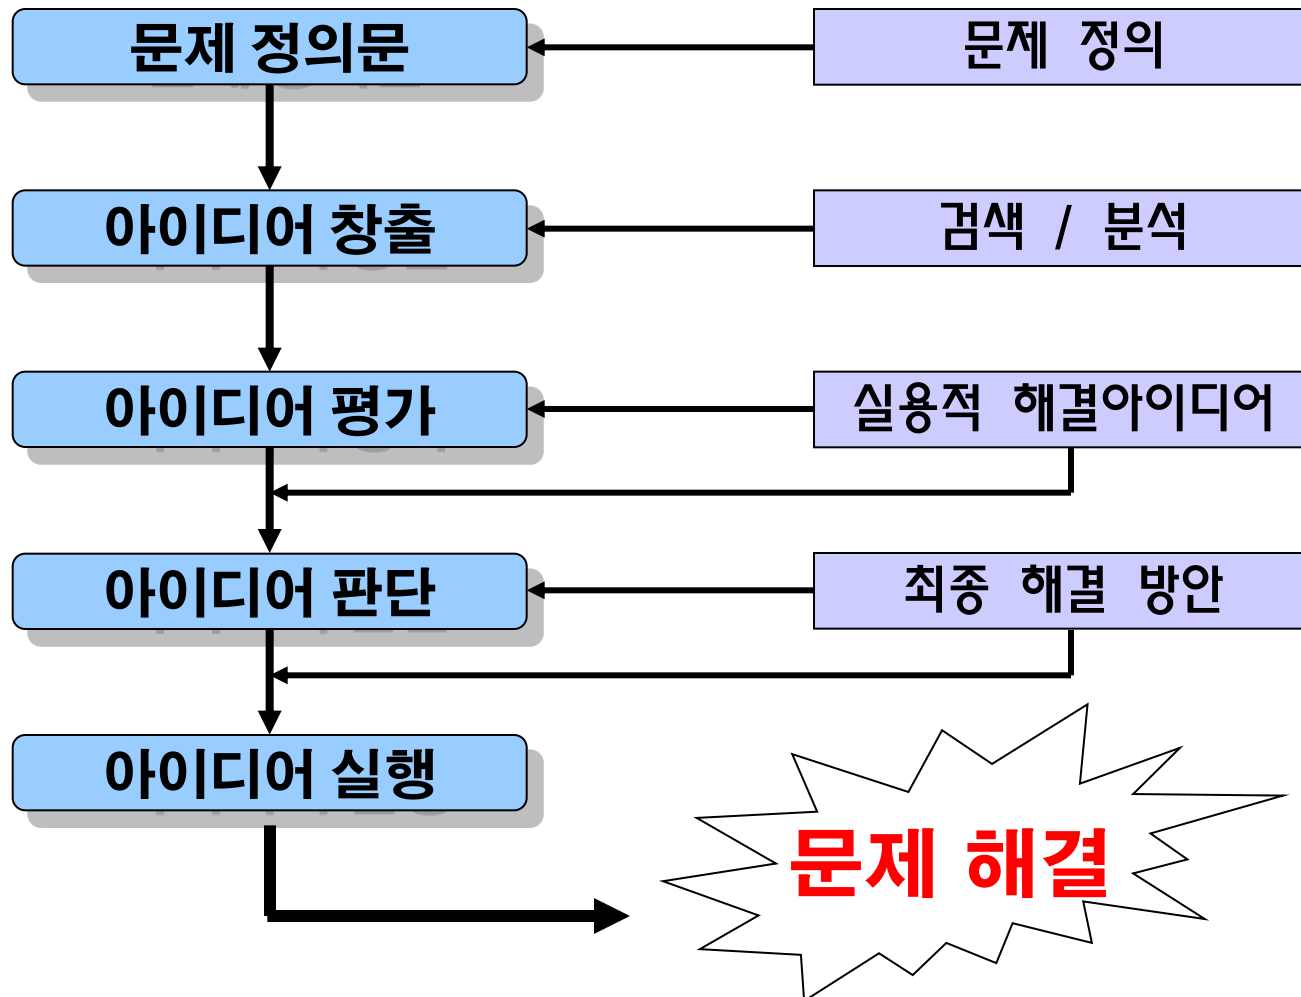 문제 정의문
문제 정의
아이디어 창출
검색 / 분석
아이디어 평가
실용적 해결아이디어
아이디어 판단
최종 해결 방안
아이디어 실행
문제 해결